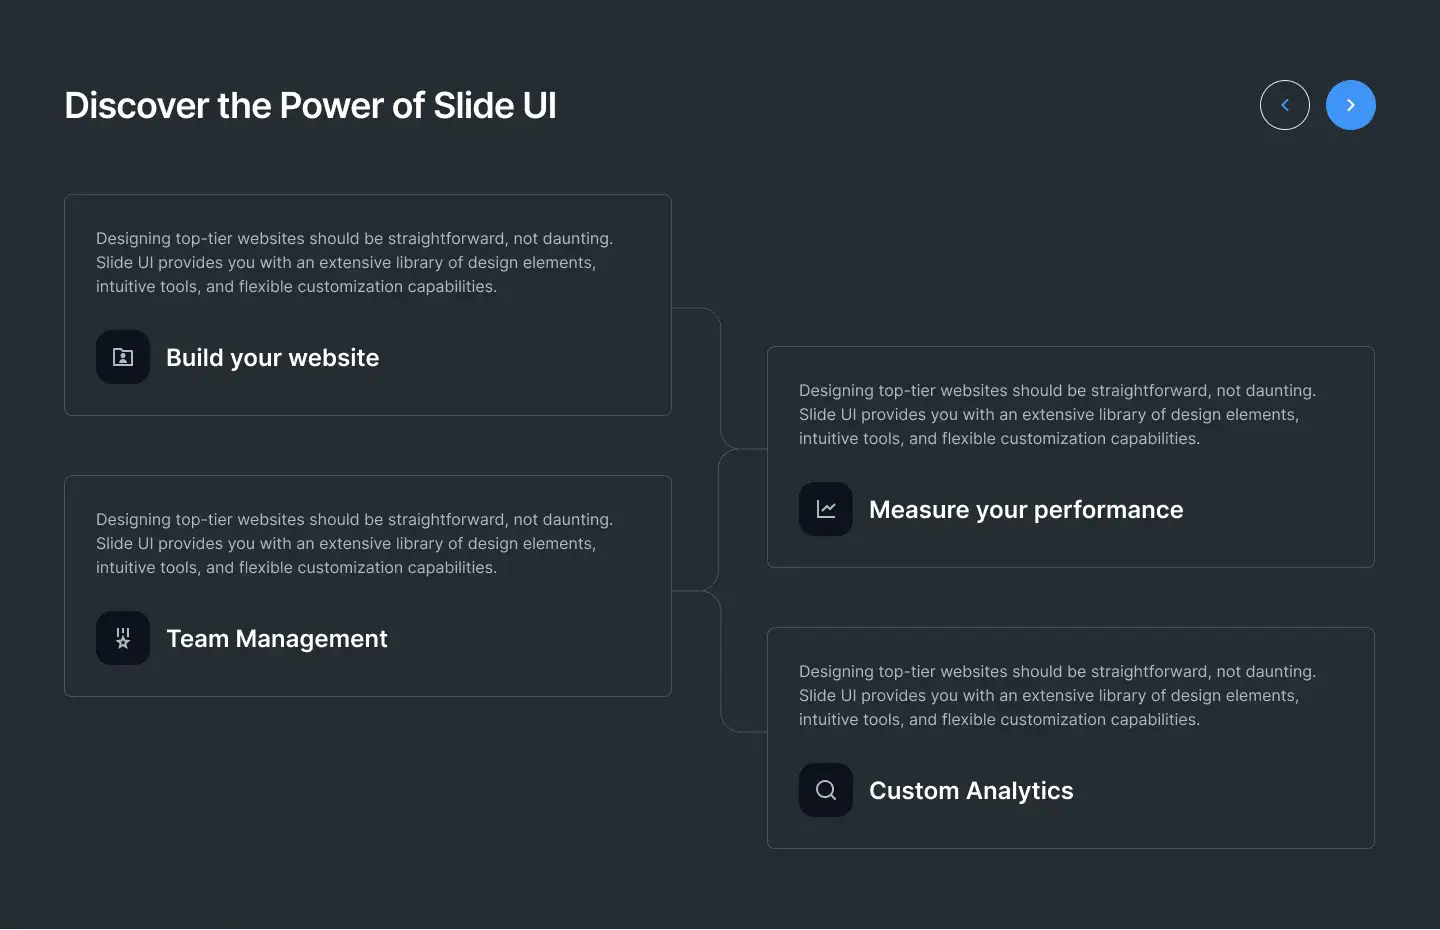 Discover the Power of Slide UI
Designing top-tier websites should be straightforward, not daunting.
Slide UI provides you with an extensive library of design elements,
intuitive tools, and flexible customization capabilities.
Build your website
Designing top-tier websites should be straightforward, not daunting.
Slide UI provides you with an extensive library of design elements,
intuitive tools, and flexible customization capabilities.
Measure your performance
Designing top-tier websites should be straightforward, not daunting.
Slide UI provides you with an extensive library of design elements,
intuitive tools, and flexible customization capabilities.
Team Management
Designing top-tier websites should be straightforward, not daunting.
Slide UI provides you with an extensive library of design elements,
intuitive tools, and flexible customization capabilities.
Custom Analytics